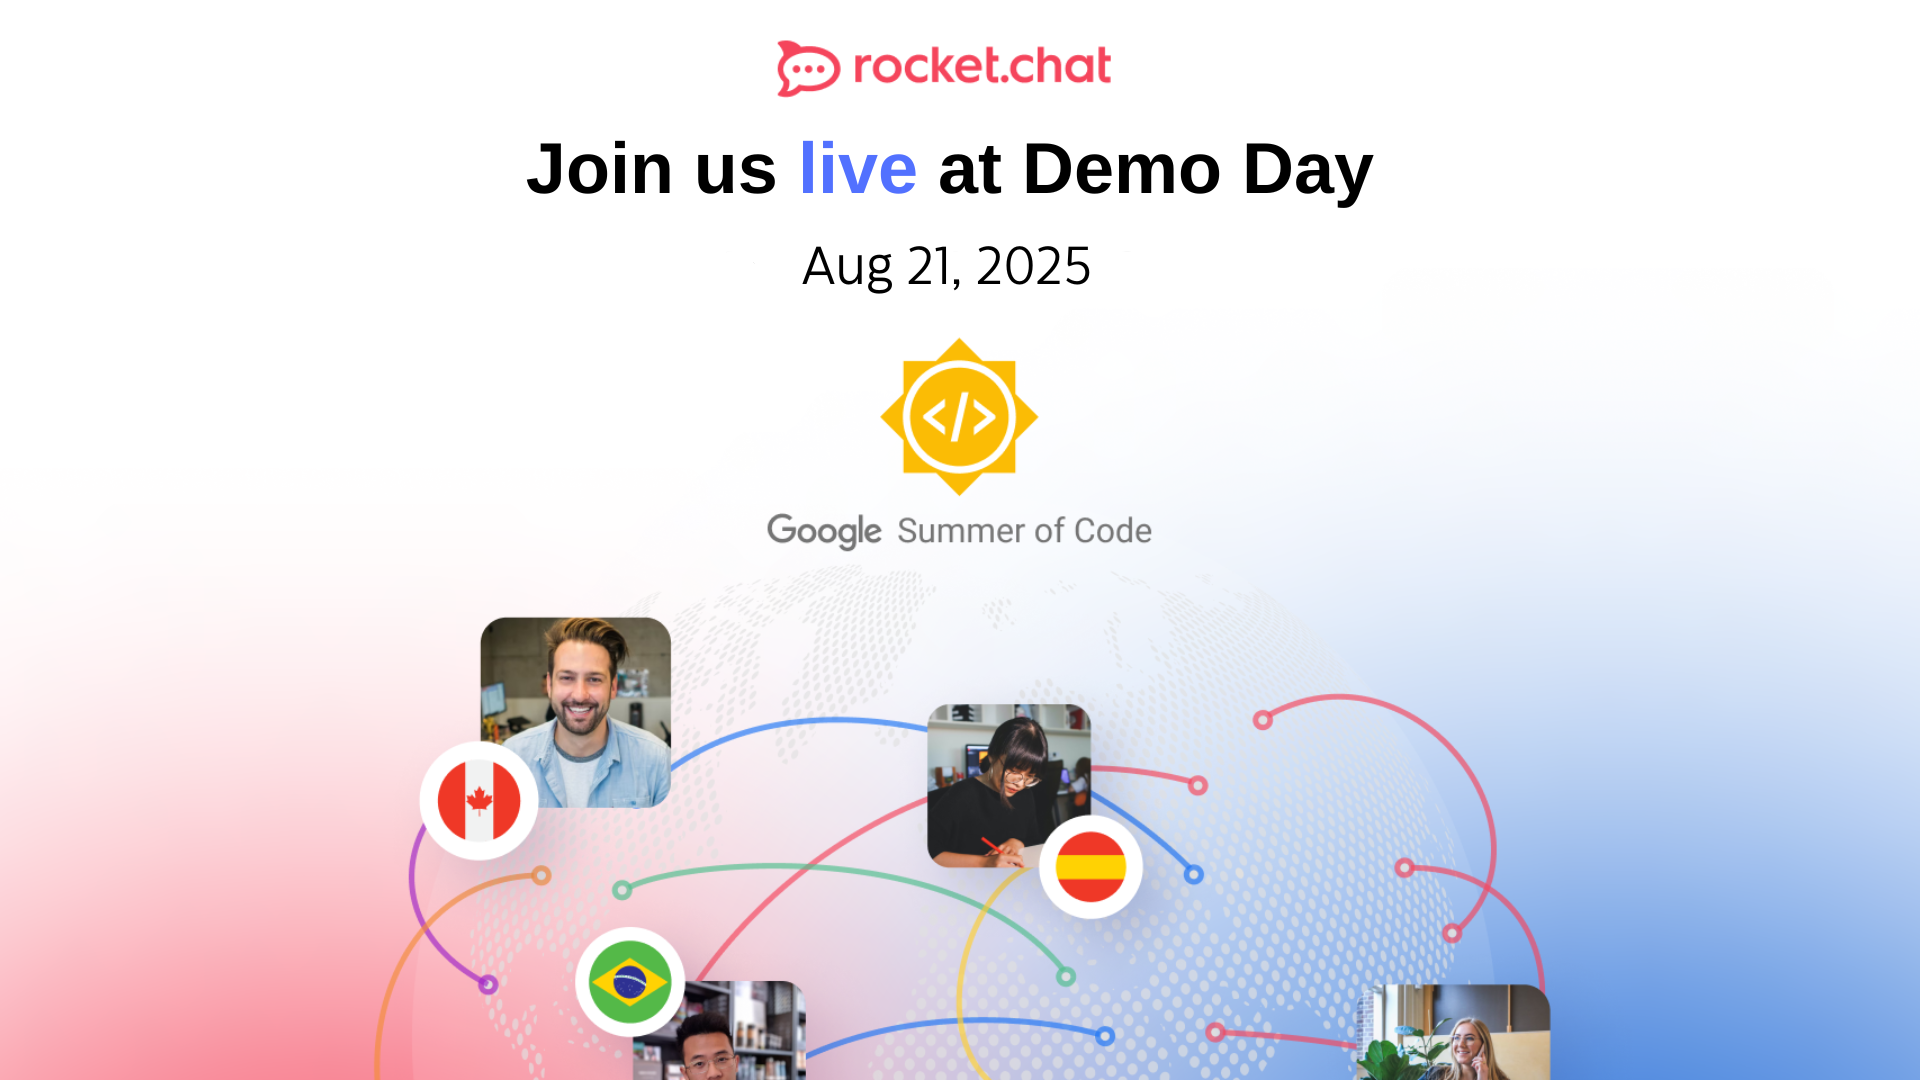 rocket.chat
Join us live at Demo Day
Aug 21, 2025
</>
Google Summer of Code